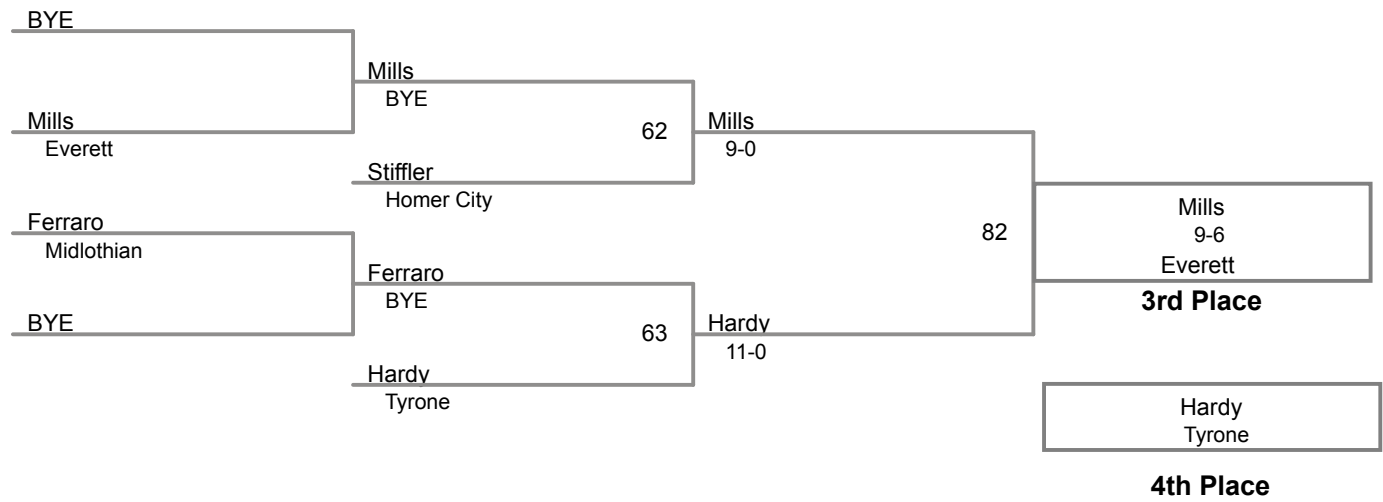 BYE
Mills
BYE
Mills
Everett
62
Mills
9-0
Stiffler
Homer City
Ferraro
Midlothian
82
Mills
9-6
Everett
3rd Place
Ferraro
BYE
BYE
63
Hardy
11-0
Hardy
Tyrone
Hardy
Tyrone
4th Place